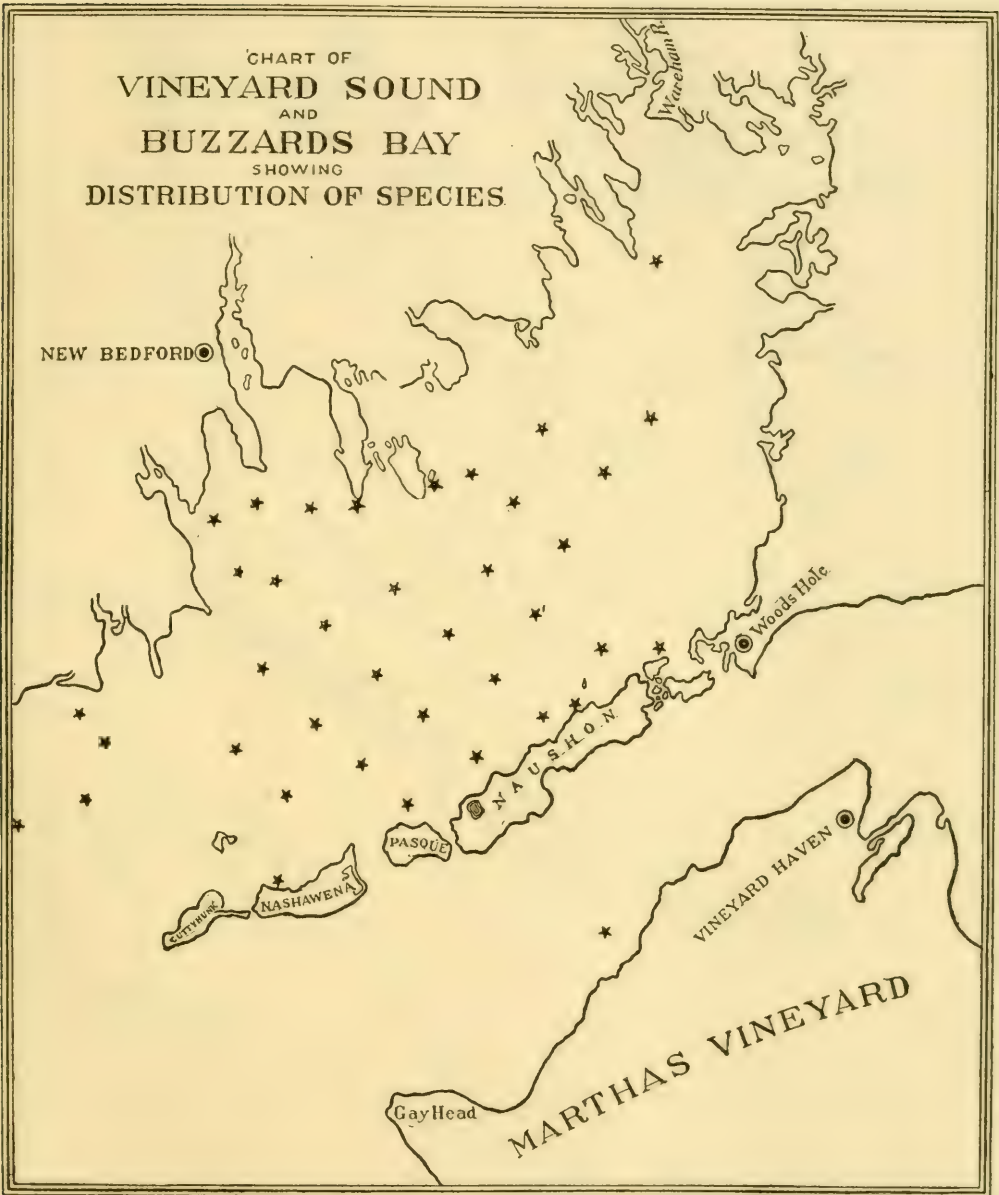 CHART OF
VINEYARD SOUND
AND
BUZZARDS BAY
SHOWING
DISTRIBUTION OF SPECIES.
Wareham R.
NEW BEDFORD
Woods Hole
NAUSHON
PASQUE
NASHAWENA
CUTTYHUNK
VINEYARD HAVEN
MARTHAS VINEYARD
Gay Head